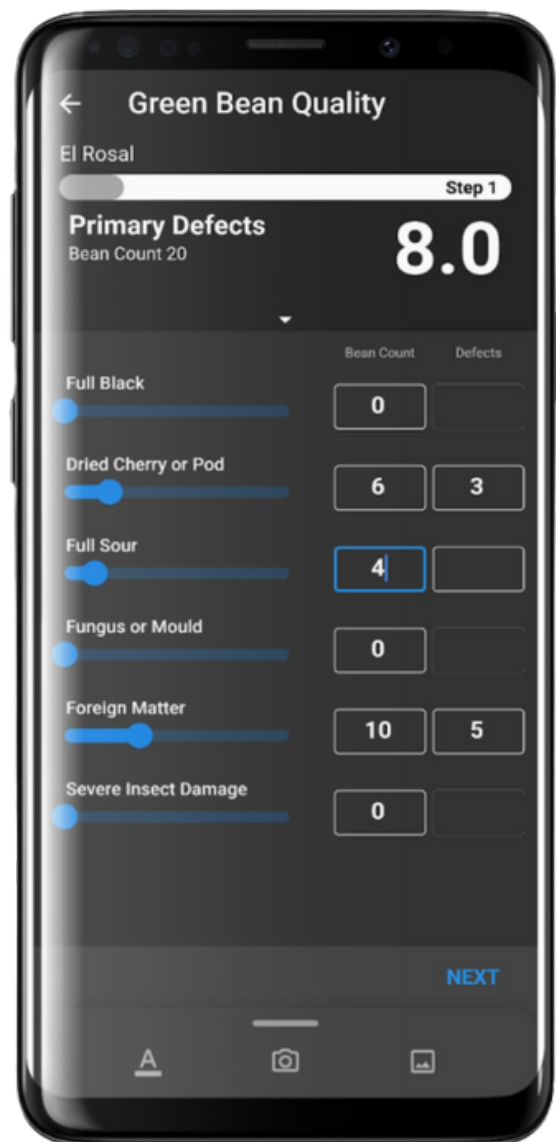 Green Bean Quality
El Rosal
Step 1
Primary Defects
8.0
Bean Count 20
Bean Count Defects
Full Black
0
Dried Cherry or Pod
6 3
Full Sour
4
Fungus or Mould
0
Foreign Matter
10 5
Severe Insect Damage
0
NEXT
A